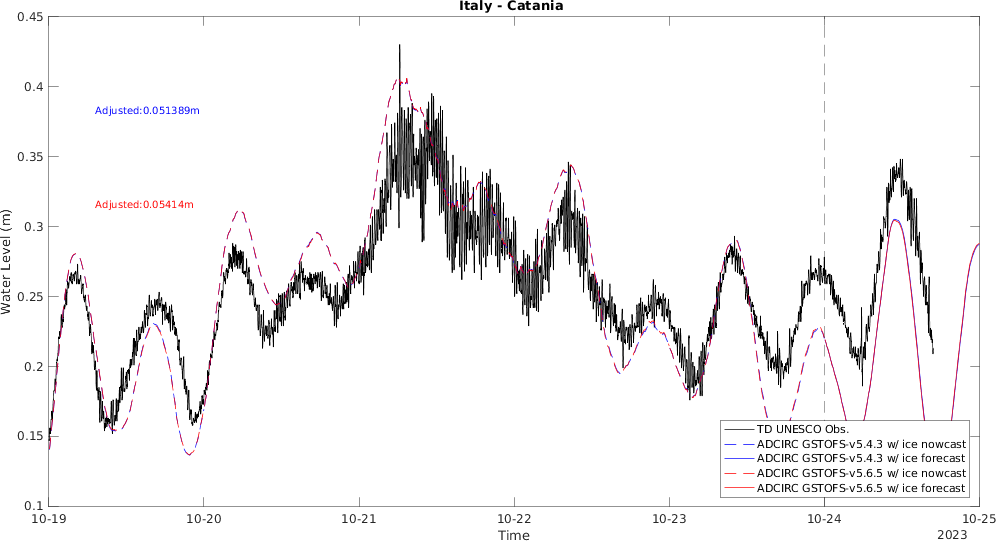 Italy - Catania
0.45
0.4
0.35
0.3
0.25
0.2
0.15
0.1
Water Level (m)
Adjusted:0.051389m
Adjusted:0.05414m
TD UNESCO Obs.
ADCIRC GSTOFS-v5.4.3 w/ ice nowcast
ADCIRC GSTOFS-v5.4.3 w/ ice forecast
ADCIRC GSTOFS-v5.6.5 w/ ice nowcast
ADCIRC GSTOFS-v5.6.5 w/ ice forecast
10-19 10-20 10-21 10-22 10-23 10-24 10-25
Time
2023